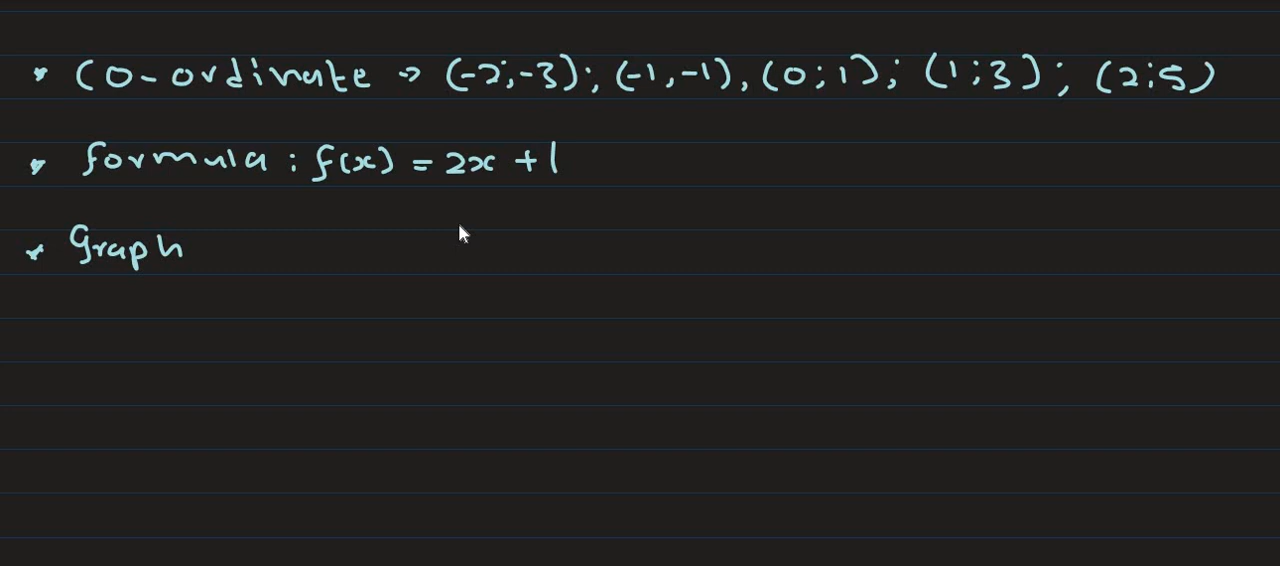 * Co-ordinate → (-2;-3); (-1,-1), (0;1); (1;3); (2;5)
* formula : f(x) = 2x + 1
* Graph